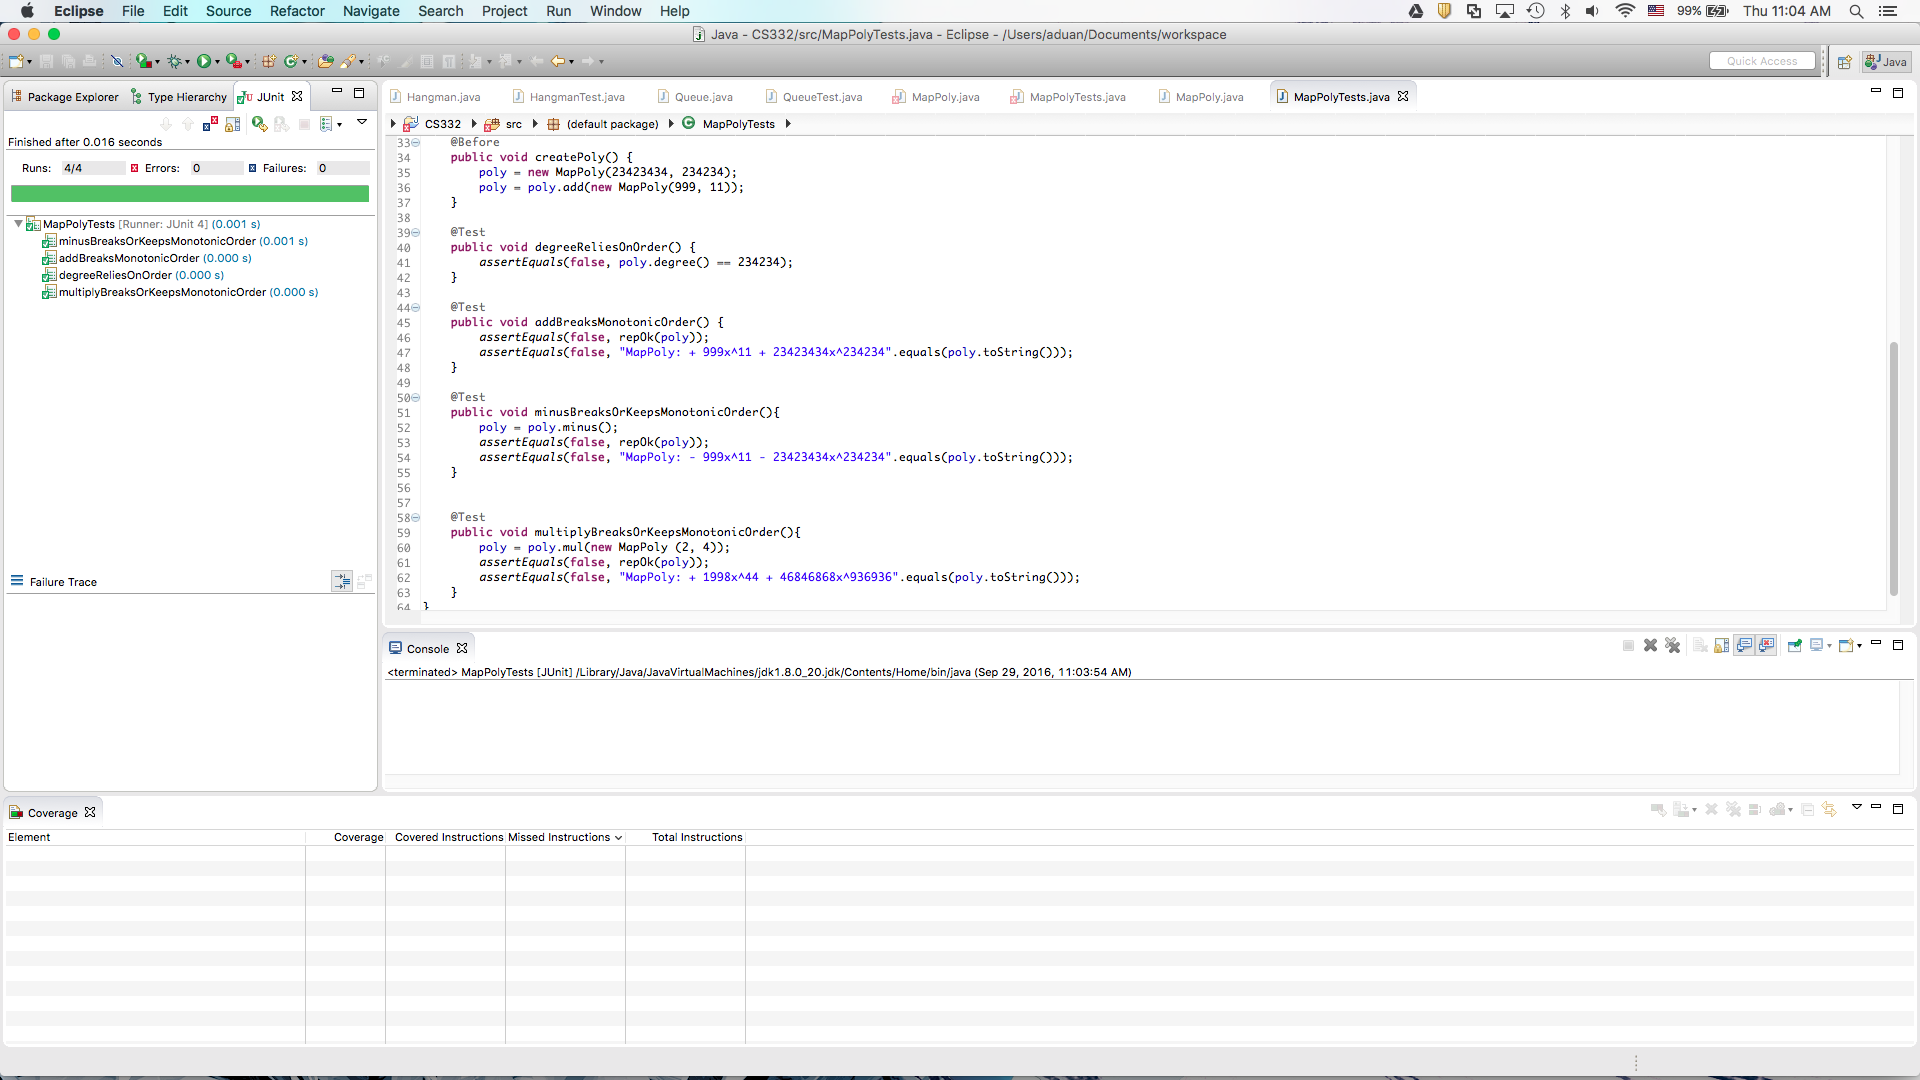 Eclipse File Edit Source Refactor Navigate Search Project Run Window Help 99% Thu 11:04 AM
Java - CS332/src/MapPolyTests.java - Eclipse - /Users/aduan/Documents/workspace
Quick Access Java
Package Explorer Type Hierarchy JUnit
Finished after 0.016 seconds
Runs: 4/4 Errors: 0 Failures: 0
MapPolyTests [Runner: JUnit 4] (0.001 s)
minusBreaksOrKeepsMonotonicOrder (0.001 s)
addBreaksMonotonicOrder (0.000 s)
degreeReliesOnOrder (0.000 s)
multiplyBreaksOrKeepsMonotonicOrder (0.000 s)
Failure Trace
Hangman.java HangmanTest.java Queue.java QueueTest.java MapPoly.java MapPolyTests.java MapPoly.java MapPolyTests.java
CS332 src (default package) MapPolyTests
33 @Before
34 public void createPoly() {
35 poly = new MapPoly(23423434, 234234);
36 poly = poly.add(new MapPoly(999, 11));
37 }
38
39 @Test
40 public void degreeReliesOnOrder() {
41 assertEquals(false, poly.degree() == 234234);
42 }
43
44 @Test
45 public void addBreaksMonotonicOrder() {
46 assertEquals(false, repOk(poly));
47 assertEquals(false, "MapPoly: + 999x^11 + 23423434x^234234".equals(poly.toString()));
48 }
49
50 @Test
51 public void minusBreaksOrKeepsMonotonicOrder(){
52 poly = poly.minus();
53 assertEquals(false, repOk(poly));
54 assertEquals(false, "MapPoly: - 999x^11 - 23423434x^234234".equals(poly.toString()));
55 }
56
57
58 @Test
59 public void multiplyBreaksOrKeepsMonotonicOrder(){
60 poly = poly.mul(new MapPoly (2, 4));
61 assertEquals(false, repOk(poly));
62 assertEquals(false, "MapPoly: + 1998x^44 + 46846868x^936936".equals(poly.toString()));
63 }
64 }
Console
<terminated> MapPolyTests [JUnit] /Library/Java/JavaVirtualMachines/jdk1.8.0_20.jdk/Contents/Home/bin/java (Sep 29, 2016, 11:03:54 AM)
Coverage
Element Coverage Covered Instructions Missed Instructions Total Instructions